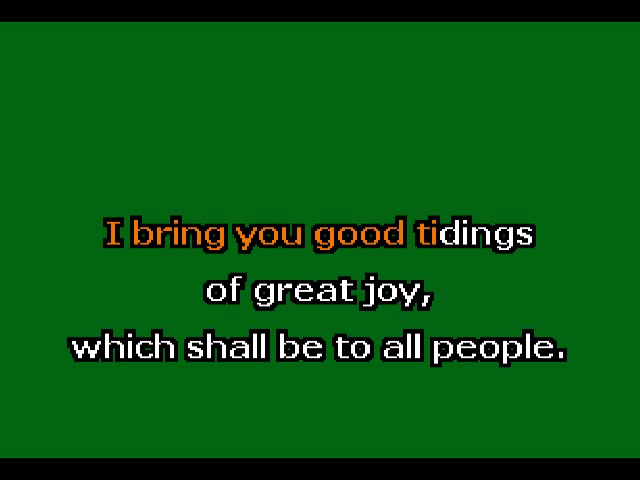 I bring you good tidings
of great joy,
which shall be to all people.